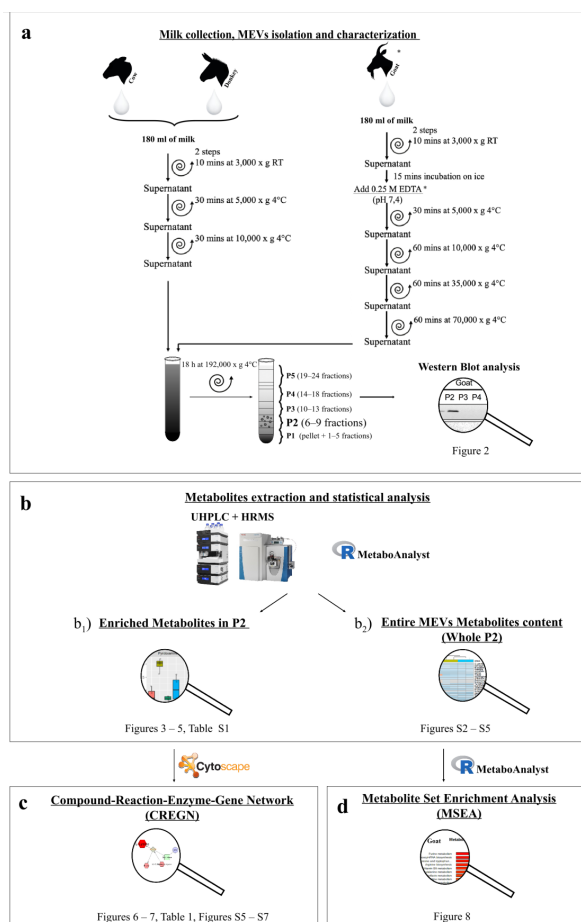 a
Milk collection, MEVs isolation and characterization
Cow
Donkey
Goat
*
180 ml of milk
2 steps
10 mins at 3,000 x g RT
Supernatant
30 mins at 5,000 x g 4°C
Supernatant
30 mins at 10,000 x g 4°C
Supernatant
180 ml of milk
2 steps
10 mins at 3,000 x g RT
Supernatant
15 mins incubation on ice
Add 0.25 M EDTA *
(pH 7,4)
30 mins at 5,000 x g 4°C
Supernatant
60 mins at 10,000 x g 4°C
Supernatant
60 mins at 35,000 x g 4°C
Supernatant
60 mins at 70,000 x g 4°C
Supernatant
18 h at 192,000 x g 4°C
P5 (19–24 fractions)
P4 (14–18 fractions)
P3 (10–13 fractions)
P2 (6–9 fractions)
P1 (pellet + 1–5 fractions)
Western Blot analysis
Goat
P2 P3 P4
Figure 2
b
Metabolites extraction and statistical analysis
UHPLC + HRMS
R MetaboAnalyst
b1) Enriched Metabolites in P2
Figures 3 – 5, Table S1
b2) Entire MEVs Metabolites content
(Whole P2)
Figures S2 – S5
Cytoscape
R MetaboAnalyst
c
Compound-Reaction-Enzyme-Gene Network
(CREGN)
Figures 6 – 7, Table 1, Figures S5 – S7
d
Metabolite Set Enrichment Analysis
(MSEA)
Goat
Figure 8